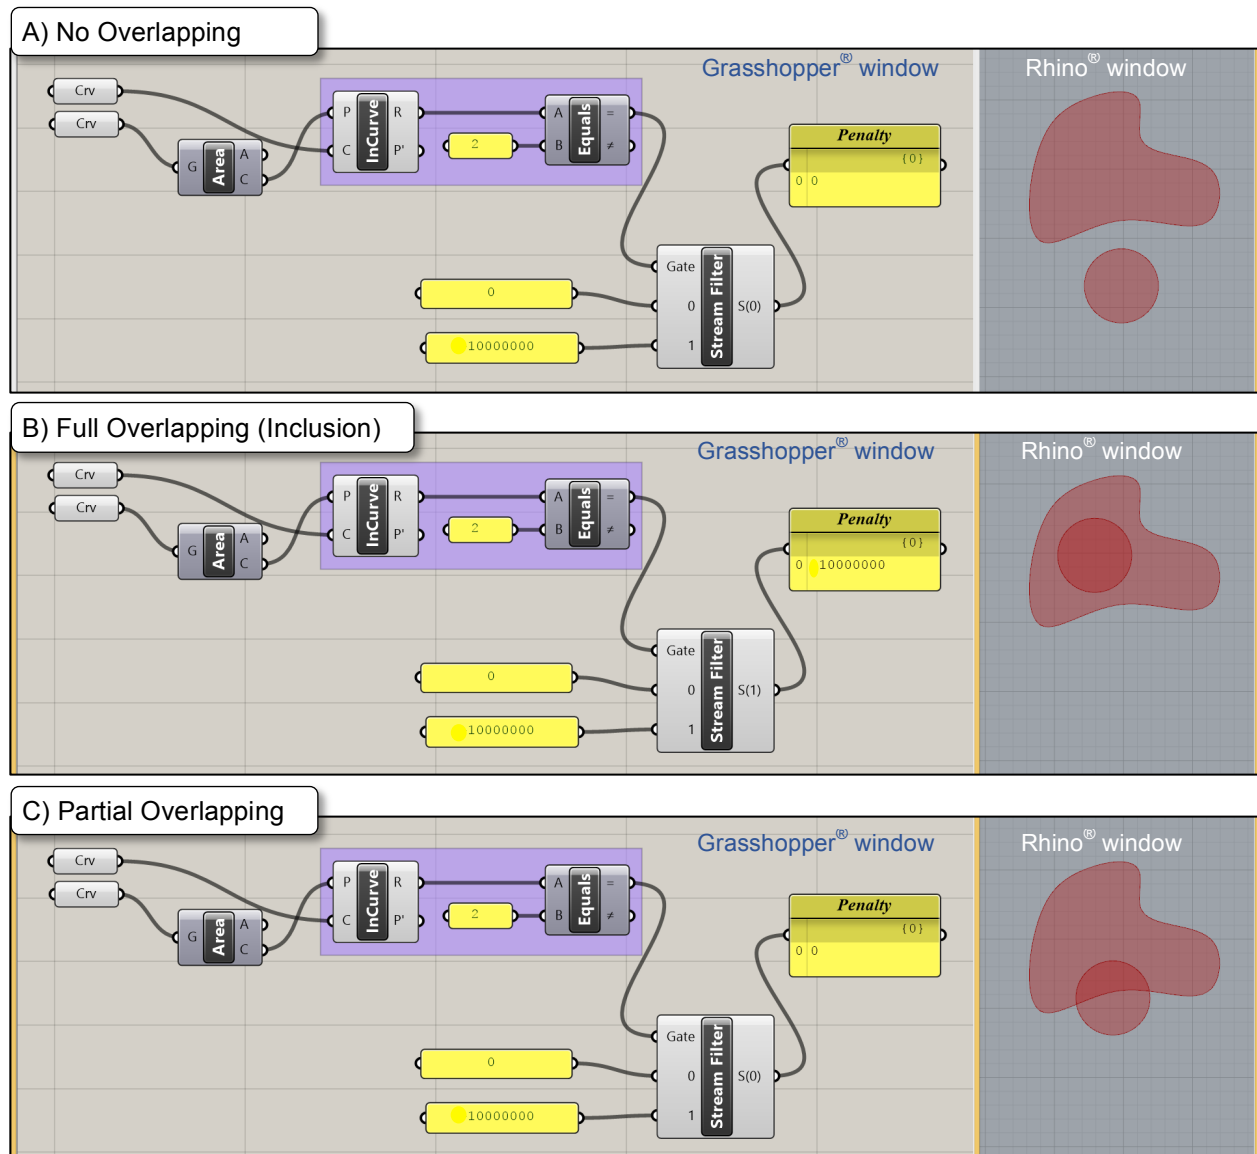 A) No Overlapping
Grasshopper® window
Rhino® window
Crv
Crv
G Area A C
P C InCurve R P'
2
A B Equals = ≠
Penalty
{0}
0 0
Gate 0 1 Stream Filter S(0)
0
10000000
B) Full Overlapping (Inclusion)
Grasshopper® window
Rhino® window
Crv
Crv
G Area A C
P C InCurve R P'
2
A B Equals = ≠
Penalty
{0}
0 10000000
Gate 0 1 Stream Filter S(1)
0
10000000
C) Partial Overlapping
Grasshopper® window
Rhino® window
Crv
Crv
G Area A C
P C InCurve R P'
2
A B Equals = ≠
Penalty
{0}
0 0
Gate 0 1 Stream Filter S(0)
0
10000000